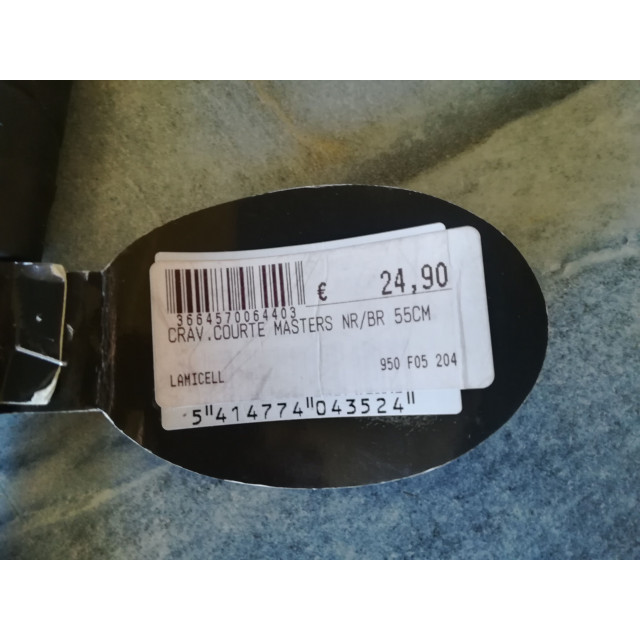 € 24,90
3664570064403
CRAV.COURTE MASTERS NR/BR 55CM
LAMICELL 950 F05 204
5"414774"043524"